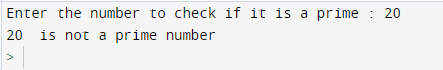 Enter the number to check if it is a prime : 20
20  is not a prime number
>